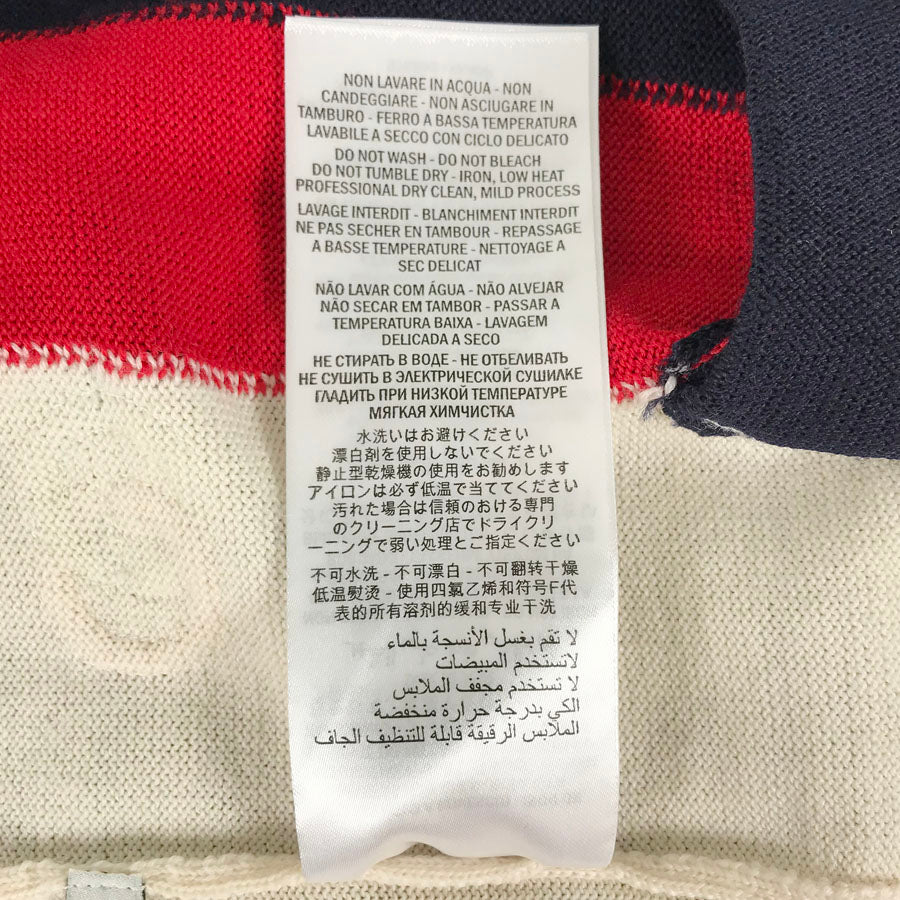 NON LAVARE IN ACQUA - NON
CANDEGGIARE - NON ASCIUGARE IN
TAMBURO - FERRO A BASSA TEMPERATURA
LAVABILE A SECCO CON CICLO DELICATO
DO NOT WASH - DO NOT BLEACH
DO NOT TUMBLE DRY - IRON, LOW HEAT
PROFESSIONAL DRY CLEAN, MILD PROCESS
LAVAGE INTERDIT - BLANCHIMENT INTERDIT
NE PAS SECHER EN TAMBOUR - REPASSAGE
A BASSE TEMPERATURE - NETTOYAGE A
SEC DELICAT
NÃO LAVAR COM ÁGUA - NÃO ALVEJAR
NÃO SECAR EM TAMBOR - PASSAR A
TEMPERATURA BAIXA - LAVAGEM
DELICADA A SECO
НЕ СТИРАТЬ В ВОДЕ - НЕ ОТБЕЛИВАТЬ
НЕ СУШИТЬ В ЭЛЕКТРИЧЕСКОЙ СУШИЛКЕ
ГЛАДИТЬ ПРИ НИЗКОЙ ТЕМПЕРАТУРЕ
МЯГКАЯ ХИМЧИСТКА
水洗いはお避けください
漂白剤を使用しないでください
静止型乾燥機の使用をお勧めします
アイロンは必ず低温で当ててください
汚れた場合は信頼のおける専門
のクリーニング店でドライクリ
ーニングで弱い処理とご指定ください
不可水洗 - 不可漂白 - 不可翻转干燥
低温熨烫 - 使用四氯乙烯和符号F代
表的所有溶剂的缓和专业干洗
لا تقم بغسل الأنسجة بالماء
لاتستخدم المبيضات
لا تستخدم مجفف الملابس
الكي بدرجة حرارة منخفضة
الملابس الرقيقة قابلة للتنظيف الجاف